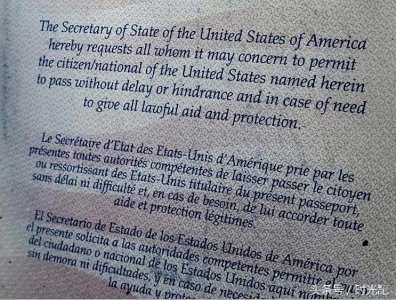 The Secretary of State of the United States of America
hereby requests all whom it may concern to permit
the citizen/national of the United States named herein
to pass without delay or hindrance and in case of need
to give all lawful aid and protection.
Le Secrétaire d'Etat des Etats-Unis d'Amérique prie par les
présentes toutes autorités compétentes de laisser passer le citoyen
ou ressortissant des Etats-Unis titulaire du présent passeport,
sans délai ni difficulté et, en cas de besoin, de lui accorder toute
aide et protection légitimes.
El Secretario de Estado de los Estados Unidos de América por
el presente solicita a las autoridades competentes permitir
del ciudadano o nacional de los Estados Unidos aquí
sin demora ni dificultades, y en caso de
la ayuda y
头条号